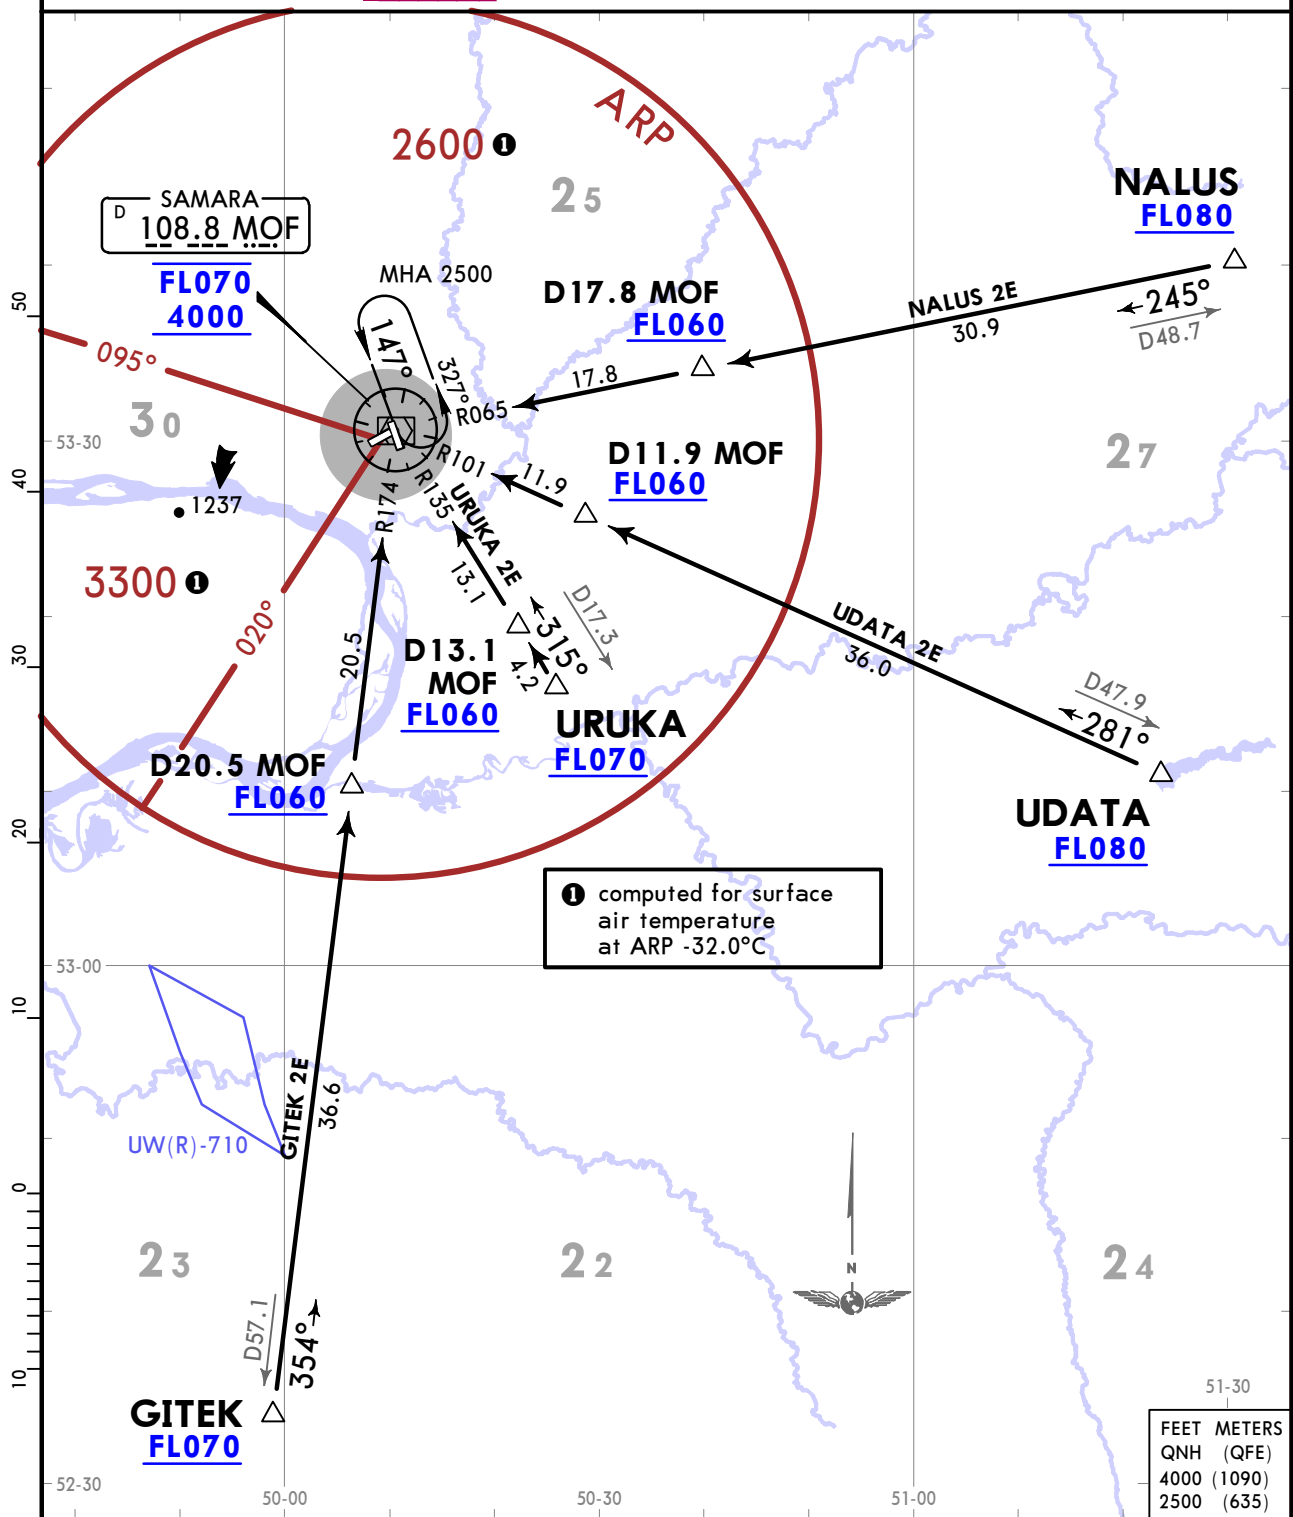 ARP
2600 1
25
NALUS
FL080
SAMARA
D 108.8 MOF
FL070
4000
MHA 2500
D17.8 MOF
FL060
NALUS 2E
30.9
245°
D48.7
147°
327°
17.8
R065
095°
30
53-30
50
40
30
20
10
0
10
D11.9 MOF
FL060
R101
11.9
27
R135
R174
URUKA 2E
13.1
1237
3300 1
020°
20.5
D17.3
315°
4.2
D13.1
MOF
FL060
UDATA 2E
36.0
D47.9
281°
URUKA
FL070
D20.5 MOF
FL060
UDATA
FL080
1 computed for surface
air temperature
at ARP -32.0°C
53-00
GITEK 2E
36.6
UW(R)-710
N
23
22
24
D57.1
354°
GITEK
FL070
51-30
FEET METERS
QNH (QFE)
4000 (1090)
2500 (635)
52-30
50-00
50-30
51-00